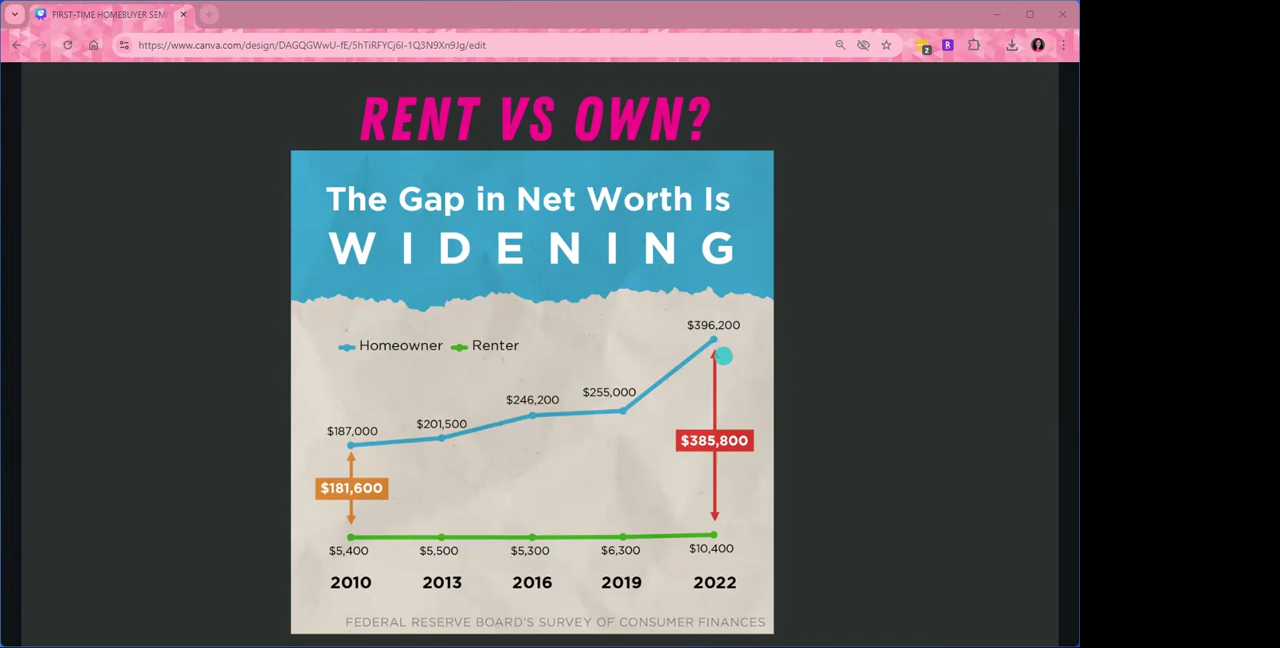 FIRST-TIME HOMEBUYER SEM
https://www.canva.com/design/DAGQGWwU-fE/5hTiRFYCj6I-1Q3N9Xn9Jg/edit
2
R
RENT VS OWN?
The Gap in Net Worth Is
WIDENING
$396,200
Homeowner Renter
$255,000
$246,200
$201,500
$187,000
$385,800
$181,600
$5,400 $5,500 $5,300 $6,300 $10,400
2010 2013 2016 2019 2022
FEDERAL RESERVE BOARD'S SURVEY OF CONSUMER FINANCES